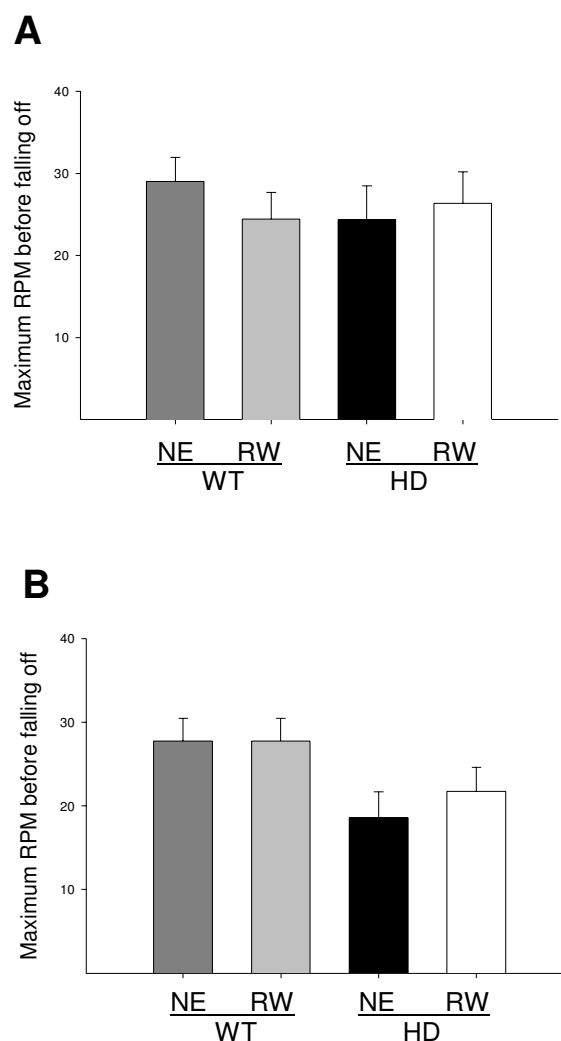 A
Maximum RPM before falling off
40
30
20
10
NE RW NE RW
WT HD
B
Maximum RPM before falling off
40
30
20
10
NE RW NE RW
WT HD